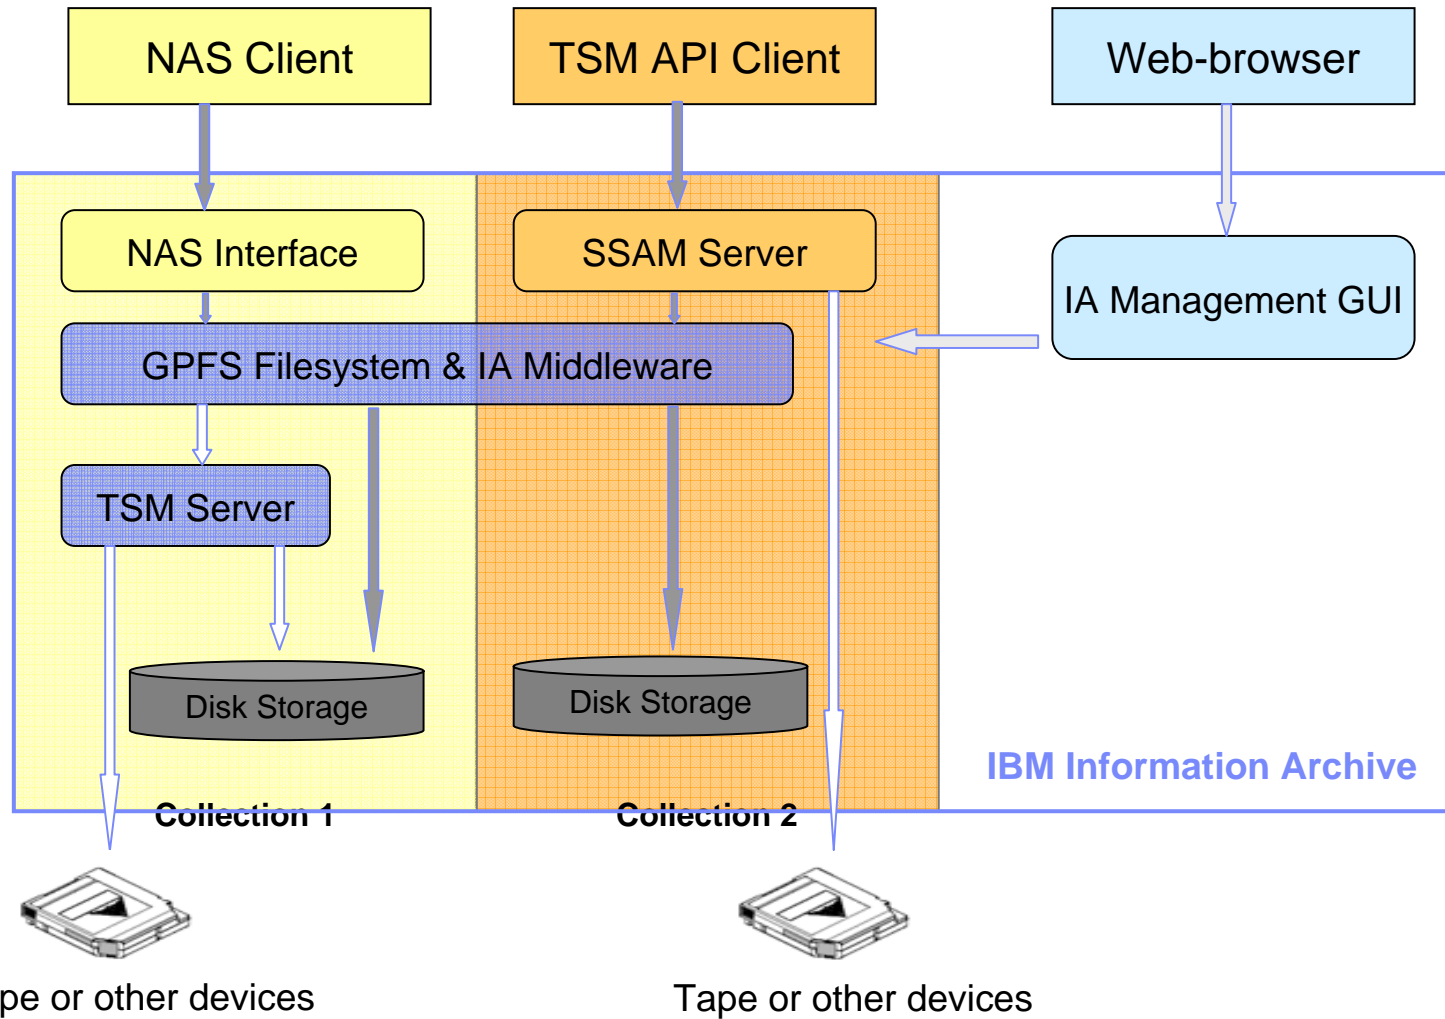 NAS Client
TSM API Client
Web-browser
NAS Interface
SSAM Server
IA Management GUI
GPFS Filesystem & IA Middleware
TSM Server
Disk Storage
Disk Storage
IBM Information Archive
Collection 1
Collection 2
pe or other devices
Tape or other devices